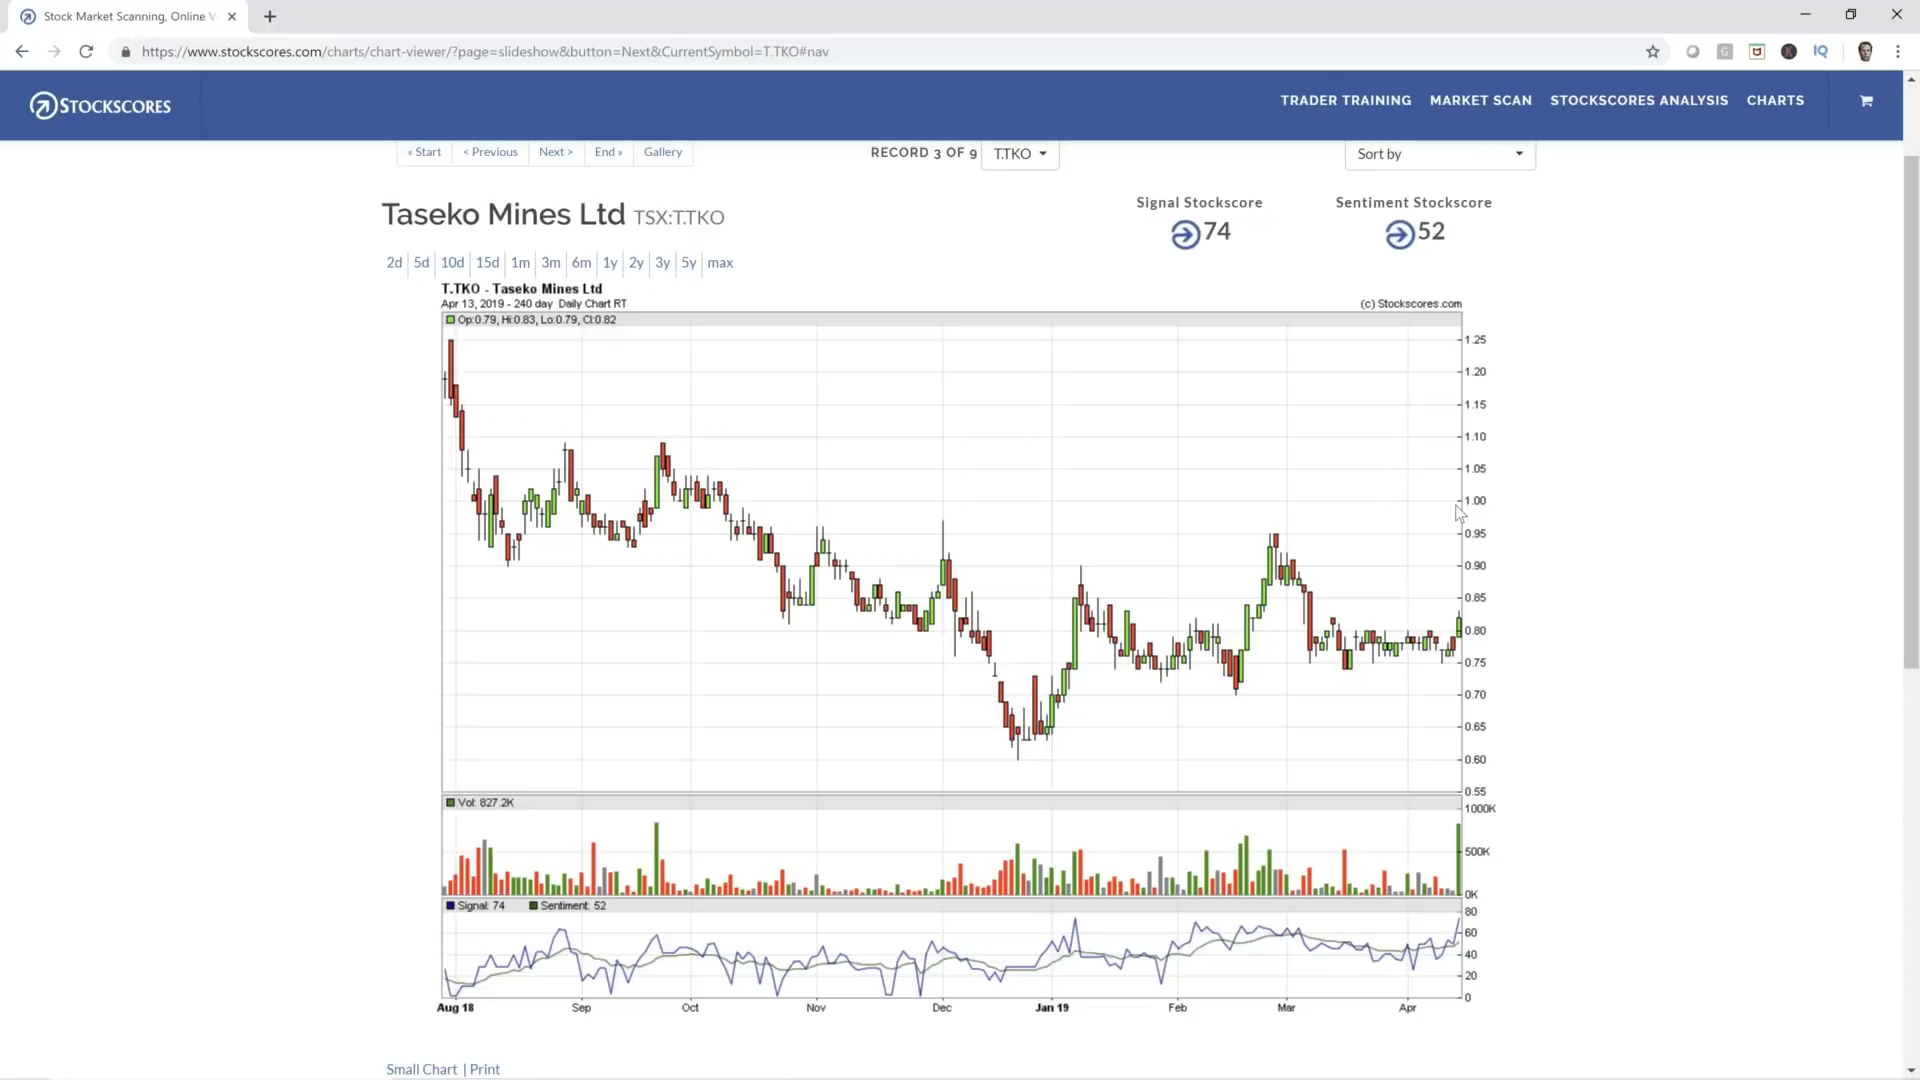 Stock Market Scanning, Online V
https://www.stockscores.com/charts/chart-viewer/?page=slideshow&button=Next&CurrentSymbol=T.TKO#nav
G
K
IQ
STOCKSCORES
TRADER TRAINING
MARKET SCAN
STOCKSCORES ANALYSIS
CHARTS
« Start
< Previous
Next >
End »
Gallery
RECORD 3 OF 9
T.TKO
Sort by
Taseko Mines Ltd TSX:T.TKO
Signal Stockscore
74
Sentiment Stockscore
52
2d 5d 10d 15d 1m 3m 6m 1y 2y 3y 5y max
T.TKO - Taseko Mines Ltd
Apr 13, 2019 - 240 day Daily Chart RT
(c) Stockscores.com
Op:0.79, Hi:0.83, Lo:0.79, Cl:0.82
1.25
1.20
1.15
1.10
1.05
1.00
0.95
0.90
0.85
0.80
0.75
0.70
0.65
0.60
0.55
Vol: 827.2K
1000K
500K
0K
Signal: 74
Sentiment: 52
80
60
40
20
0
Aug 18 Sep Oct Nov Dec Jan 19 Feb Mar Apr
Small Chart | Print